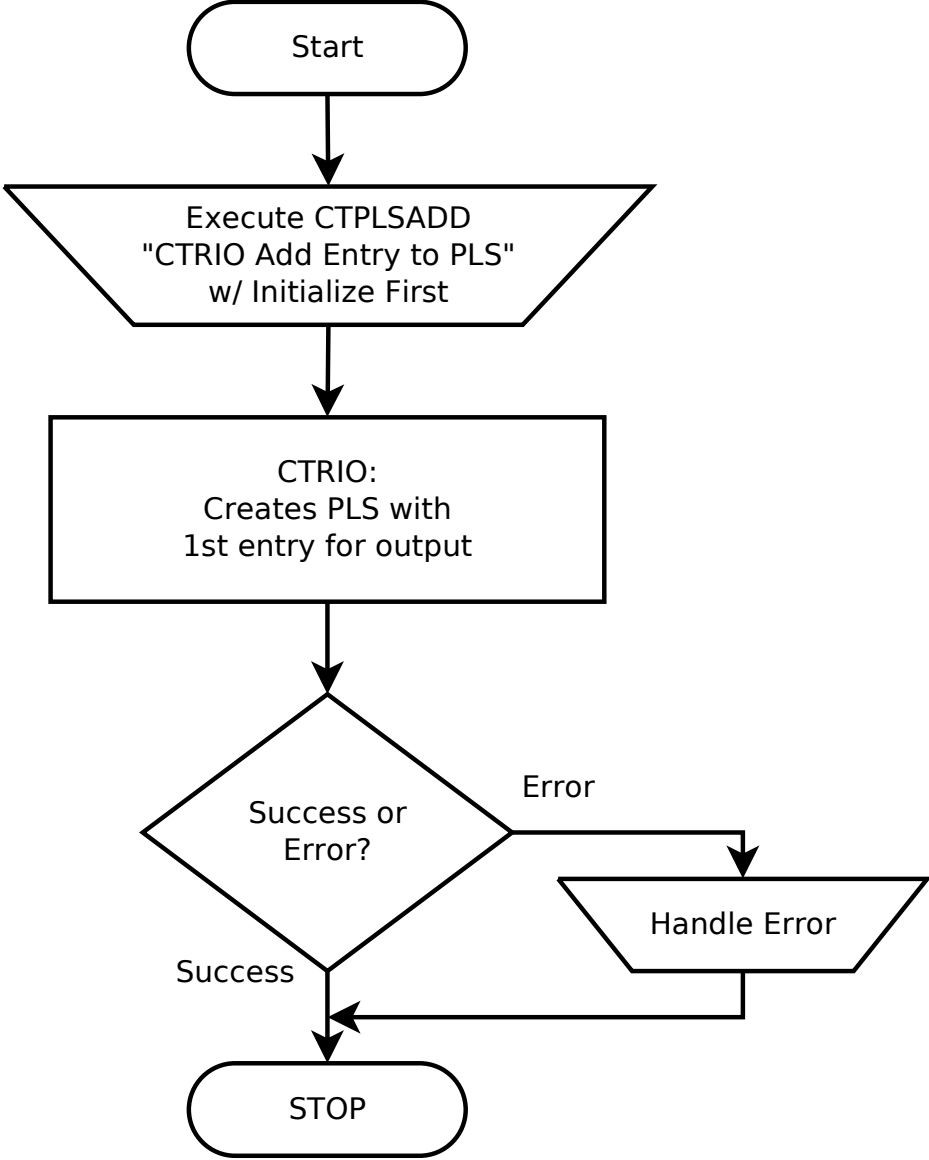 Start
Execute CTPLSADD
"CTRIO Add Entry to PLS"
w/ Initialize First
CTRIO:
Creates PLS with
1st entry for output
Error
Success or
Error?
Handle Error
Success
STOP